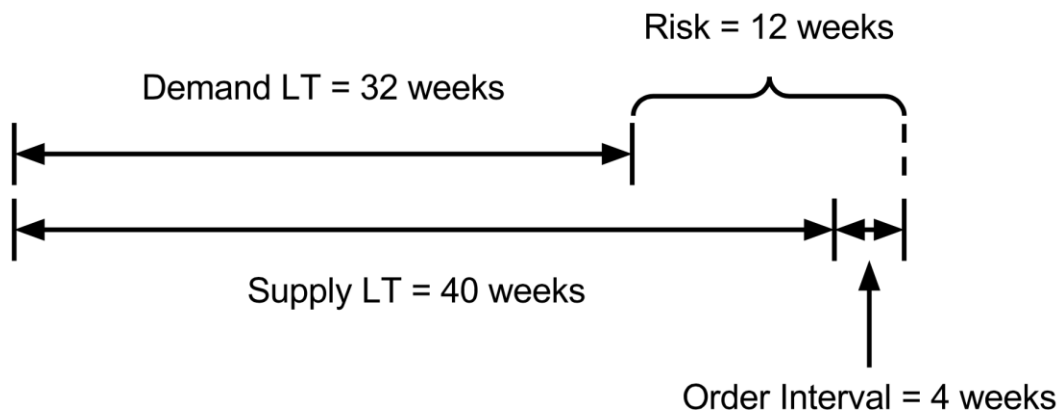 Risk = 12 weeks
Demand LT = 32 weeks
Supply LT = 40 weeks
Order Interval = 4 weeks